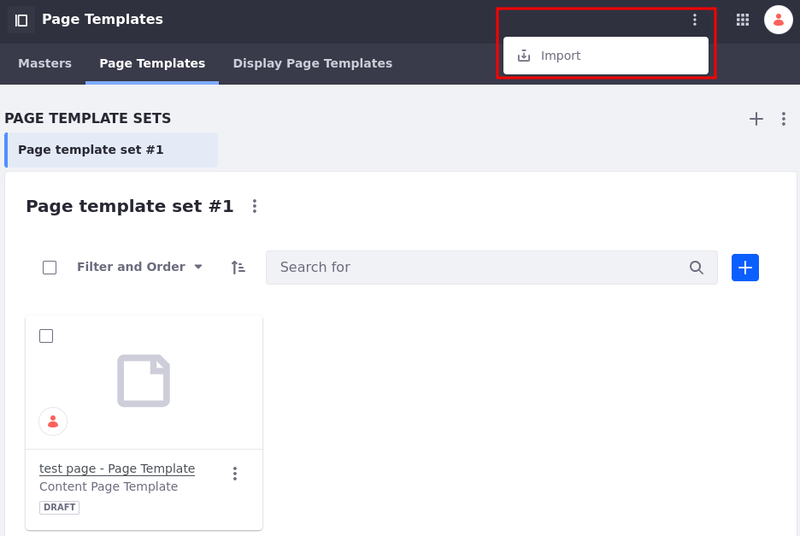 Page Templates
Import
Masters
Page Templates
Display Page Templates
PAGE TEMPLATE SETS
Page template set #1
Page template set #1
Filter and Order
Search for
test page - Page Template
Content Page Template
DRAFT